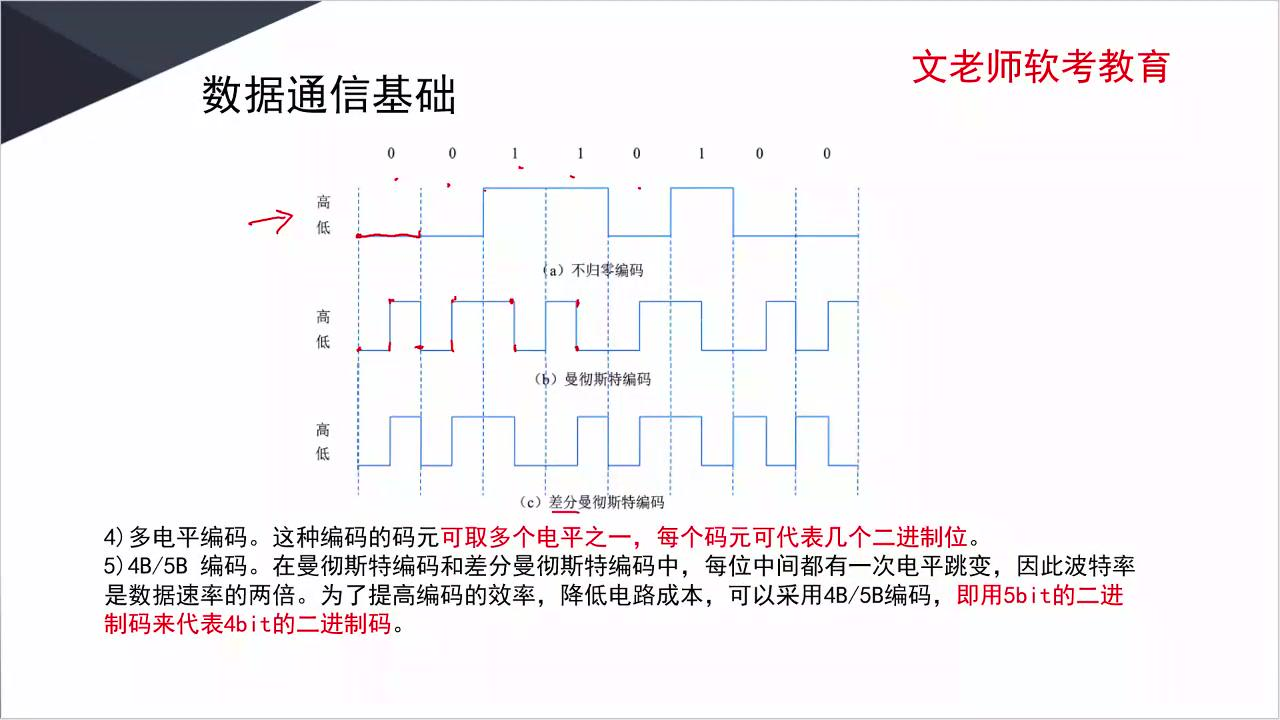 文老师软考教育
数据通信基础
0 0 1 1 0 1 0 0
高
低
（a）不归零编码
高
低
（b）曼彻斯特编码
高
低
（c）差分曼彻斯特编码
4)多电平编码。这种编码的码元可取多个电平之一，每个码元可代表几个二进制位。
5)4B/5B 编码。在曼彻斯特编码和差分曼彻斯特编码中，每位中间都有一次电平跳变，因此波特率
是数据速率的两倍。为了提高编码的效率，降低电路成本，可以采用4B/5B编码，即用5bit的二进
制码来代表4bit的二进制码。